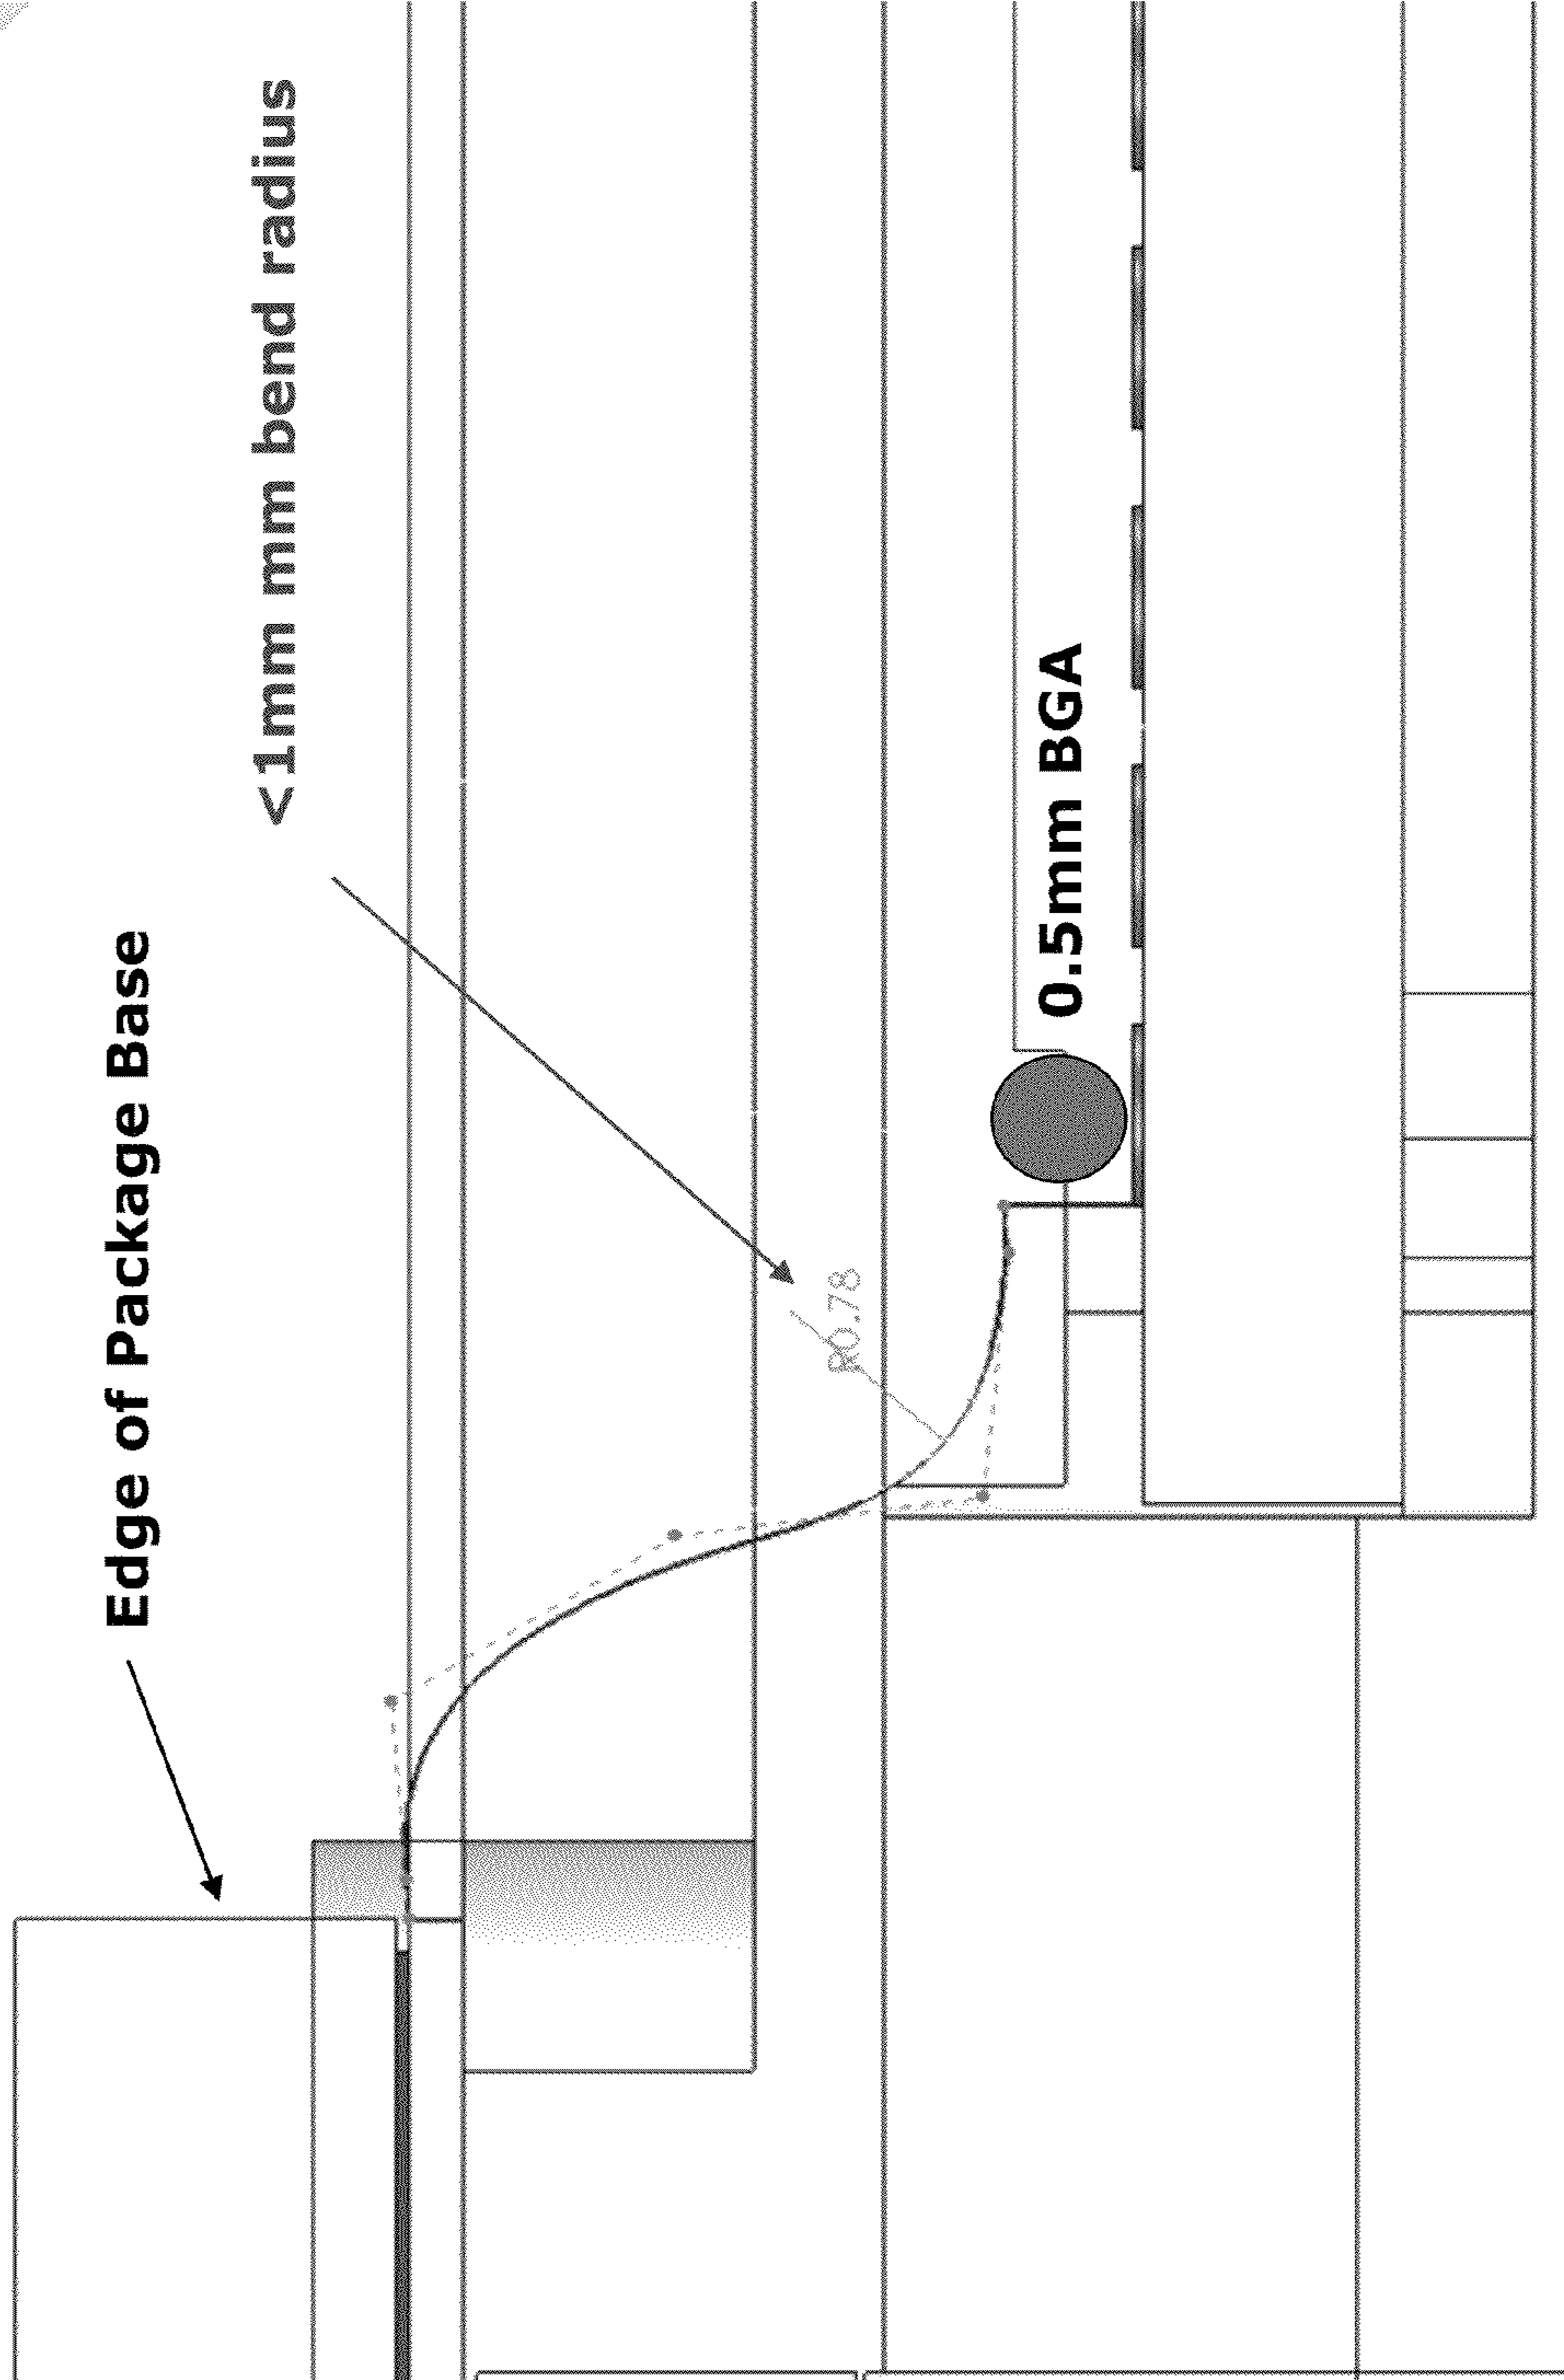 Edge of Package Base
<1mm mm bend radius
R0.78
0.5mm BGA